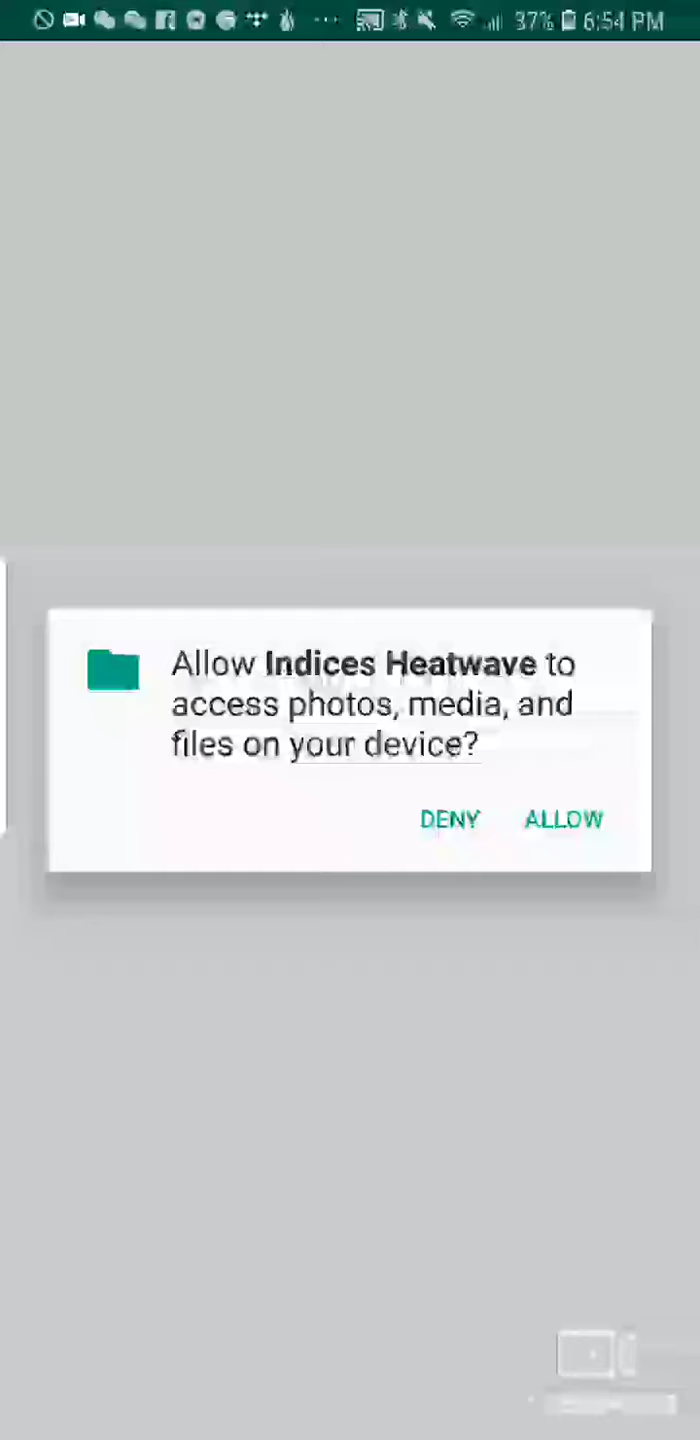 37% 6:54 PM
Allow Indices Heatwave to
access photos, media, and
files on your device?
DENY ALLOW